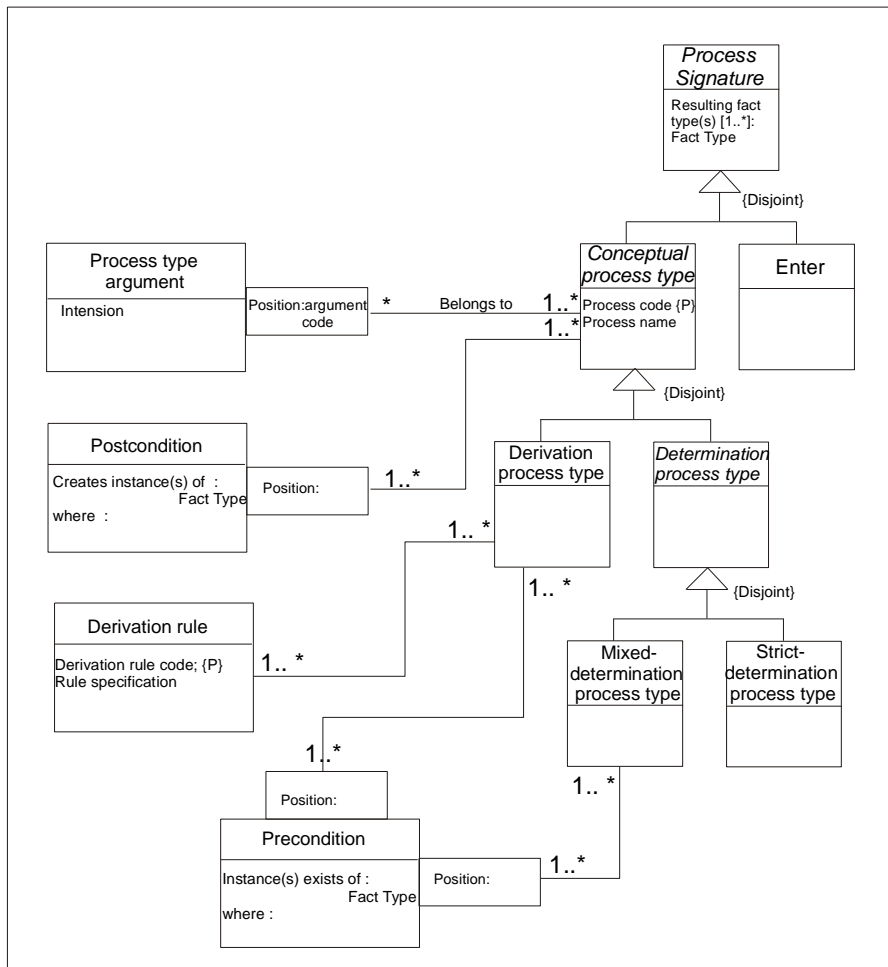 Process
Signature
Resulting fact
type(s) [1..*]:
Fact Type
{Disjoint}
Process type
argument
Intension
Position:argument
code
*
Belongs to
1..*
1..*
Conceptual
process type
Process code {P}
Process name
Enter
{Disjoint}
Postcondition
Creates instance(s) of :
Fact Type
where :
Position:
1..*
Derivation
process type
Determination
process type
1.. *
1.. *
{Disjoint}
Derivation rule
Derivation rule code; {P}
Rule specification
1.. *
Mixed-
determination
process type
Strict-
determination
process type
1..*
1.. *
Position:
Precondition
Instance(s) exists of :
Fact Type
where :
Position:
1..*